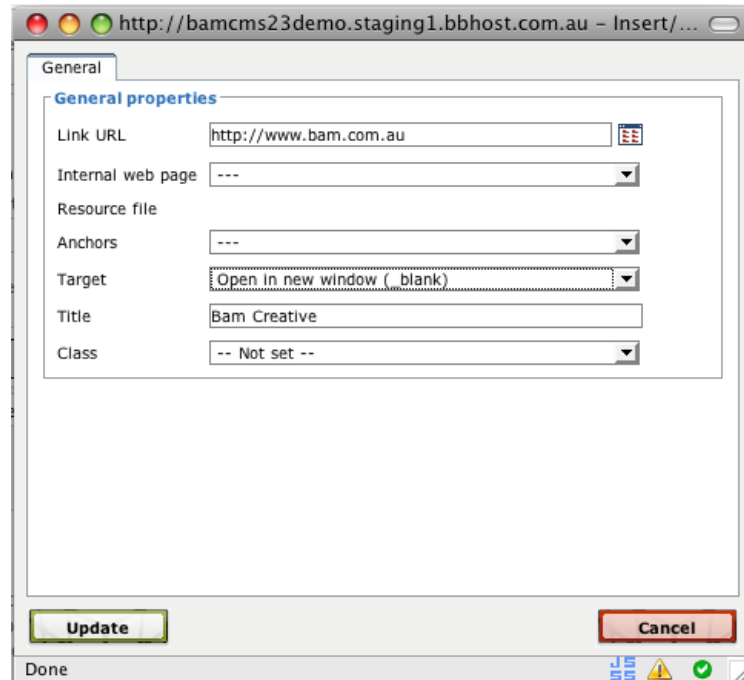 http://bamcms23demo.staging1.bbhost.com.au – Insert/...
General
General properties
Link URL http://www.bam.com.au
Internal web page ---
Resource file
Anchors ---
Target Open in new window (_blank)
Title Bam Creative
Class -- Not set --
Update Cancel
Done JS SS